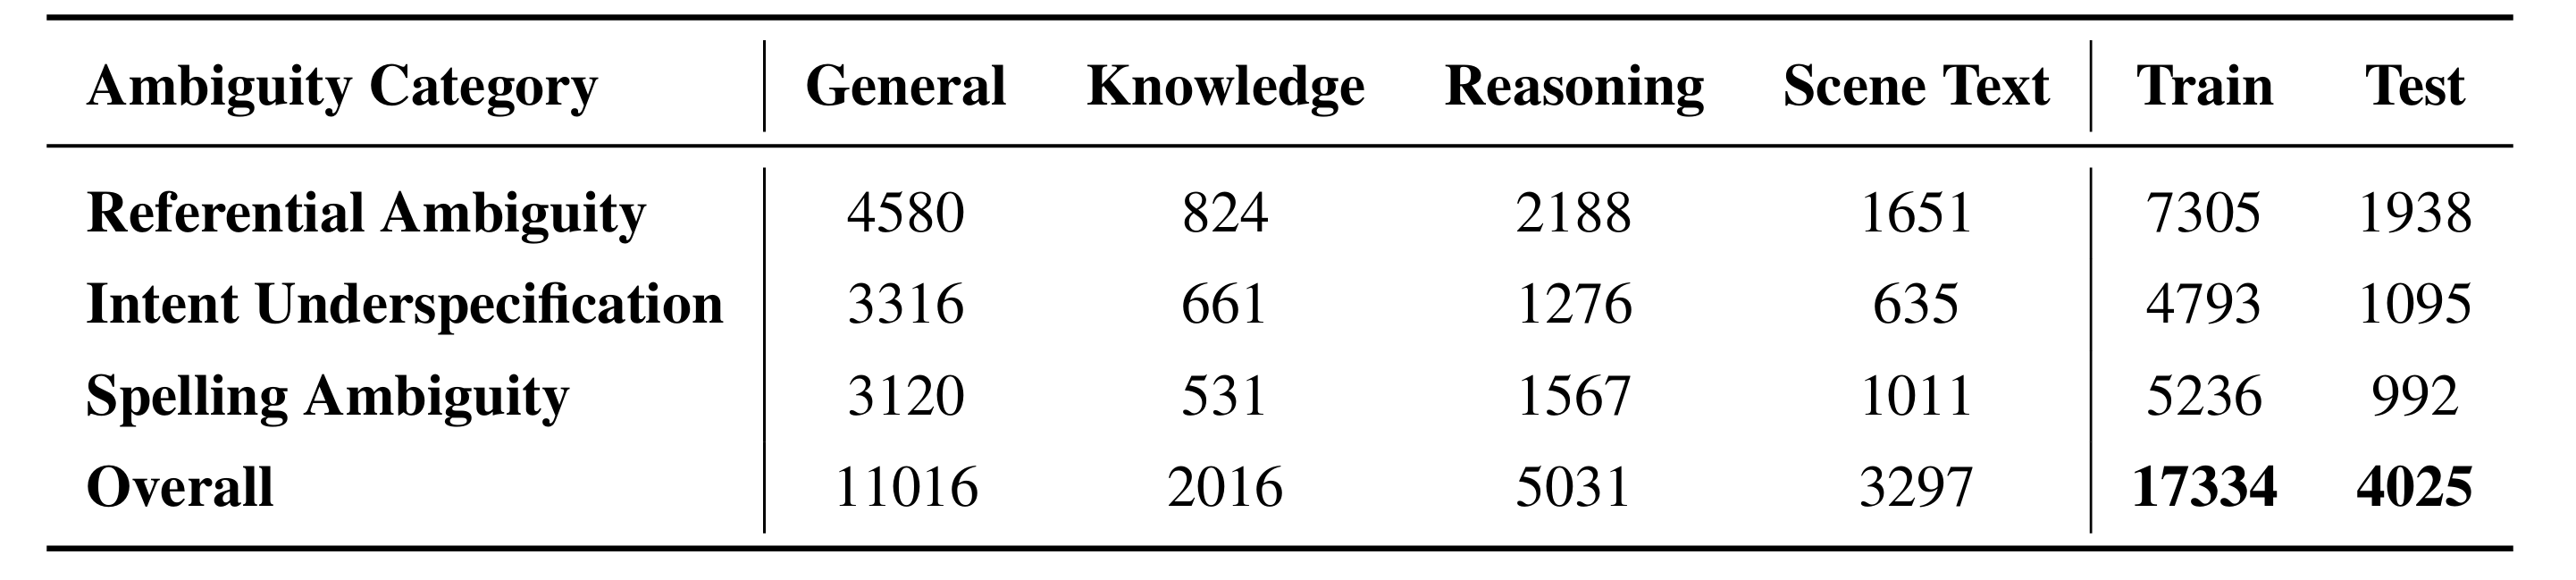 Ambiguity Category General Knowledge Reasoning Scene Text Train Test
Referential Ambiguity 4580 824 2188 1651 7305 1938
Intent Underspecification 3316 661 1276 635 4793 1095
Spelling Ambiguity 3120 531 1567 1011 5236 992
Overall 11016 2016 5031 3297 17334 4025